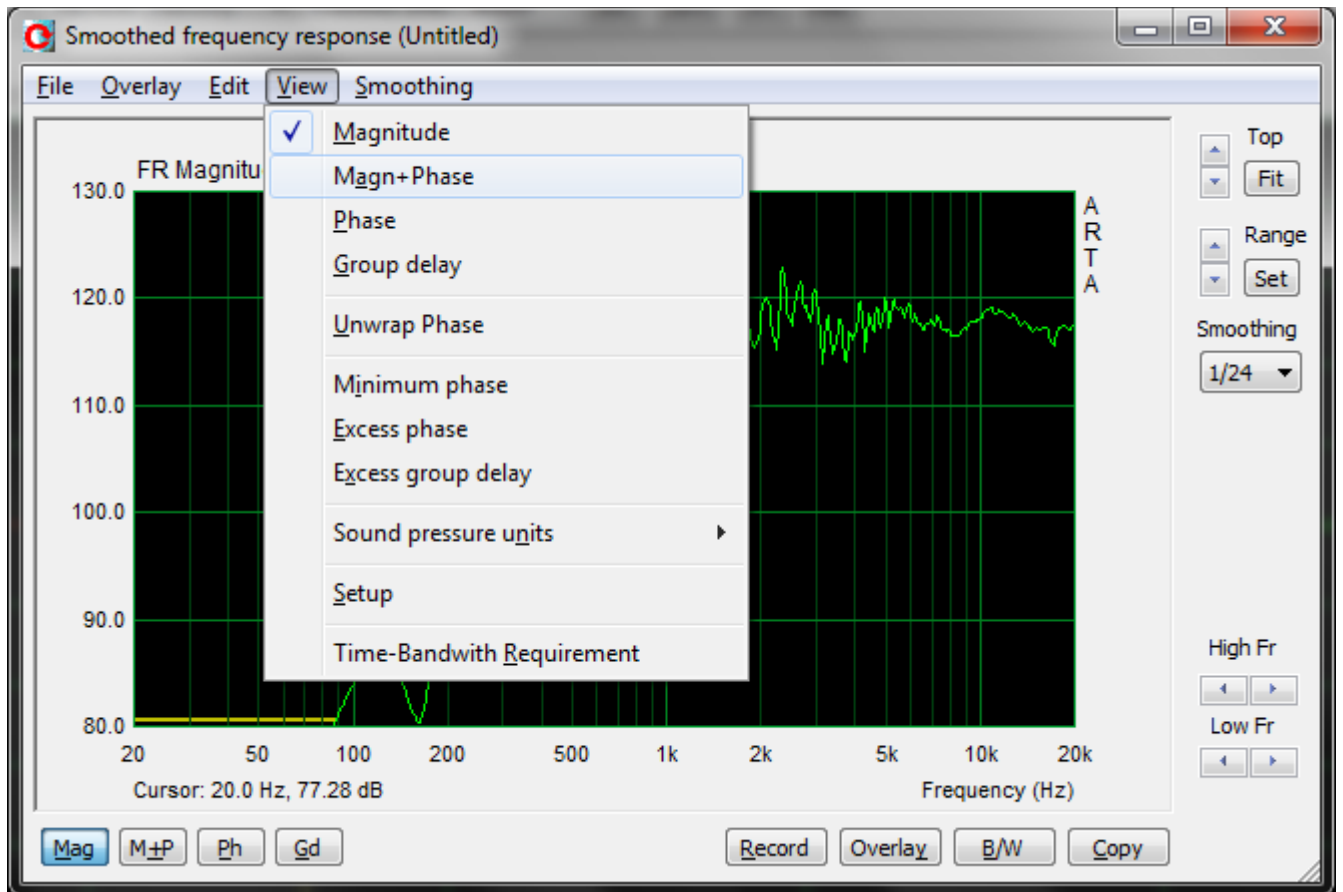 Smoothed frequency response (Untitled)
File Overlay Edit View Smoothing
Magnitude
Magn+Phase
Phase
Group delay
Unwrap Phase
Minimum phase
Excess phase
Excess group delay
Sound pressure units
Setup
Time-Bandwith Requirement
FR Magnitu
130.0
120.0
110.0
100.0
90.0
80.0
20 50 100 200 500 1k 2k 5k 10k 20k
Cursor: 20.0 Hz, 77.28 dB Frequency (Hz)
A
R
T
A
Top
Fit
Range
Set
Smoothing
1/24
High Fr
Low Fr
Mag M+P Ph Gd Record Overlay B/W Copy